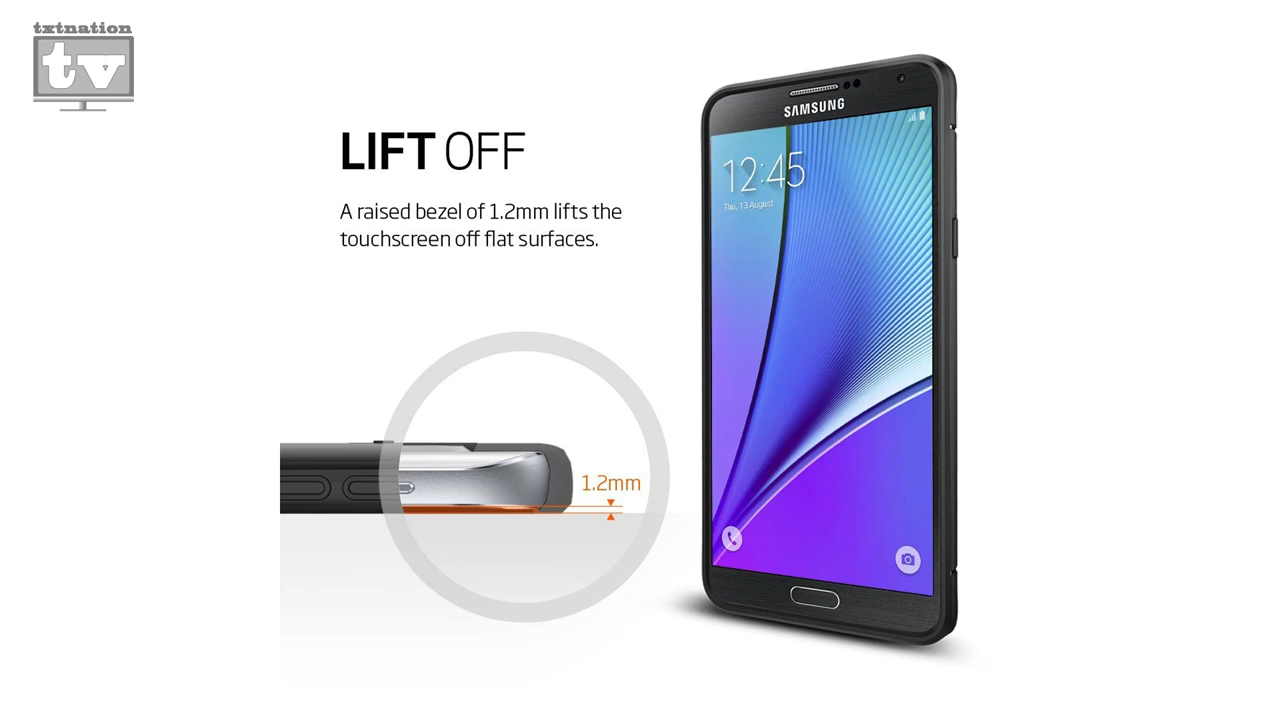 txtnation
tv
LIFT OFF
A raised bezel of 1.2mm lifts the
touchscreen off flat surfaces.
1.2mm
SAMSUNG
12:45
Thu, 13 August